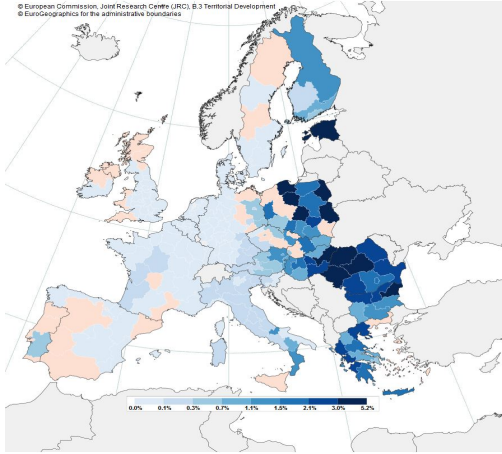 © European Commission, Joint Research Centre (JRC), B.3 Territorial Development
© EuroGeographics for the administrative boundaries
0.0% 0.1% 0.3% 0.7% 1.1% 1.5% 2.1% 3.0% 5.2%